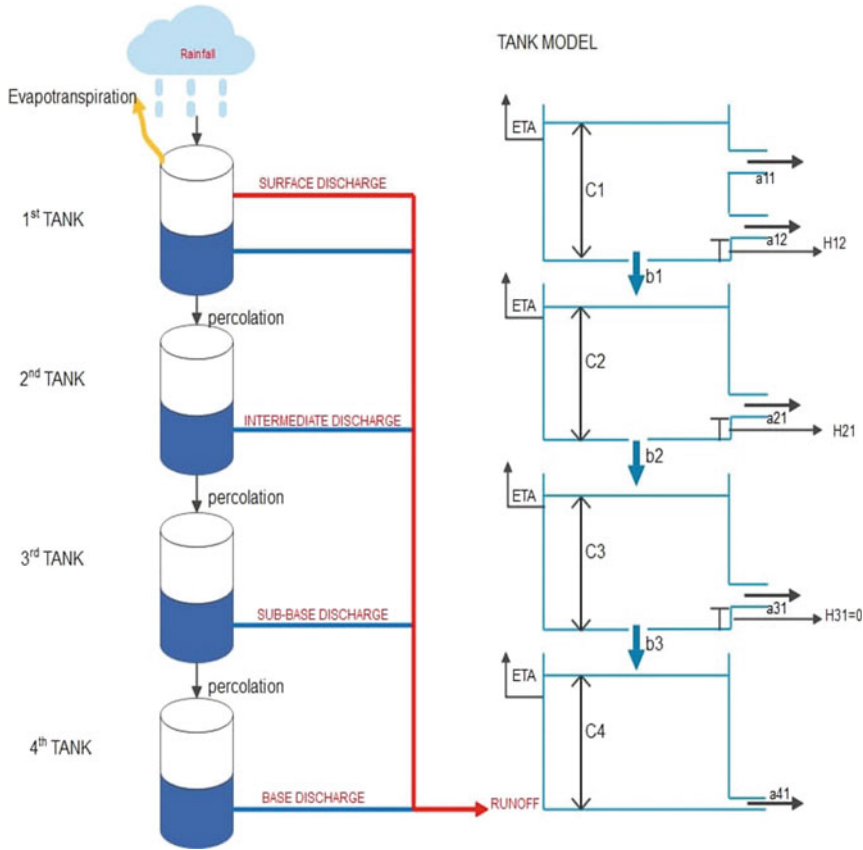 Rainfall
Evapotranspiration
1st TANK
SURFACE DISCHARGE
percolation
2nd TANK
INTERMEDIATE DISCHARGE
percolation
3rd TANK
SUB-BASE DISCHARGE
percolation
4th TANK
BASE DISCHARGE
RUNOFF
TANK MODEL
ETA
C1
a11
a12
H12
b1
ETA
C2
a21
H21
b2
ETA
C3
a31
H31=0
b3
ETA
C4
a41